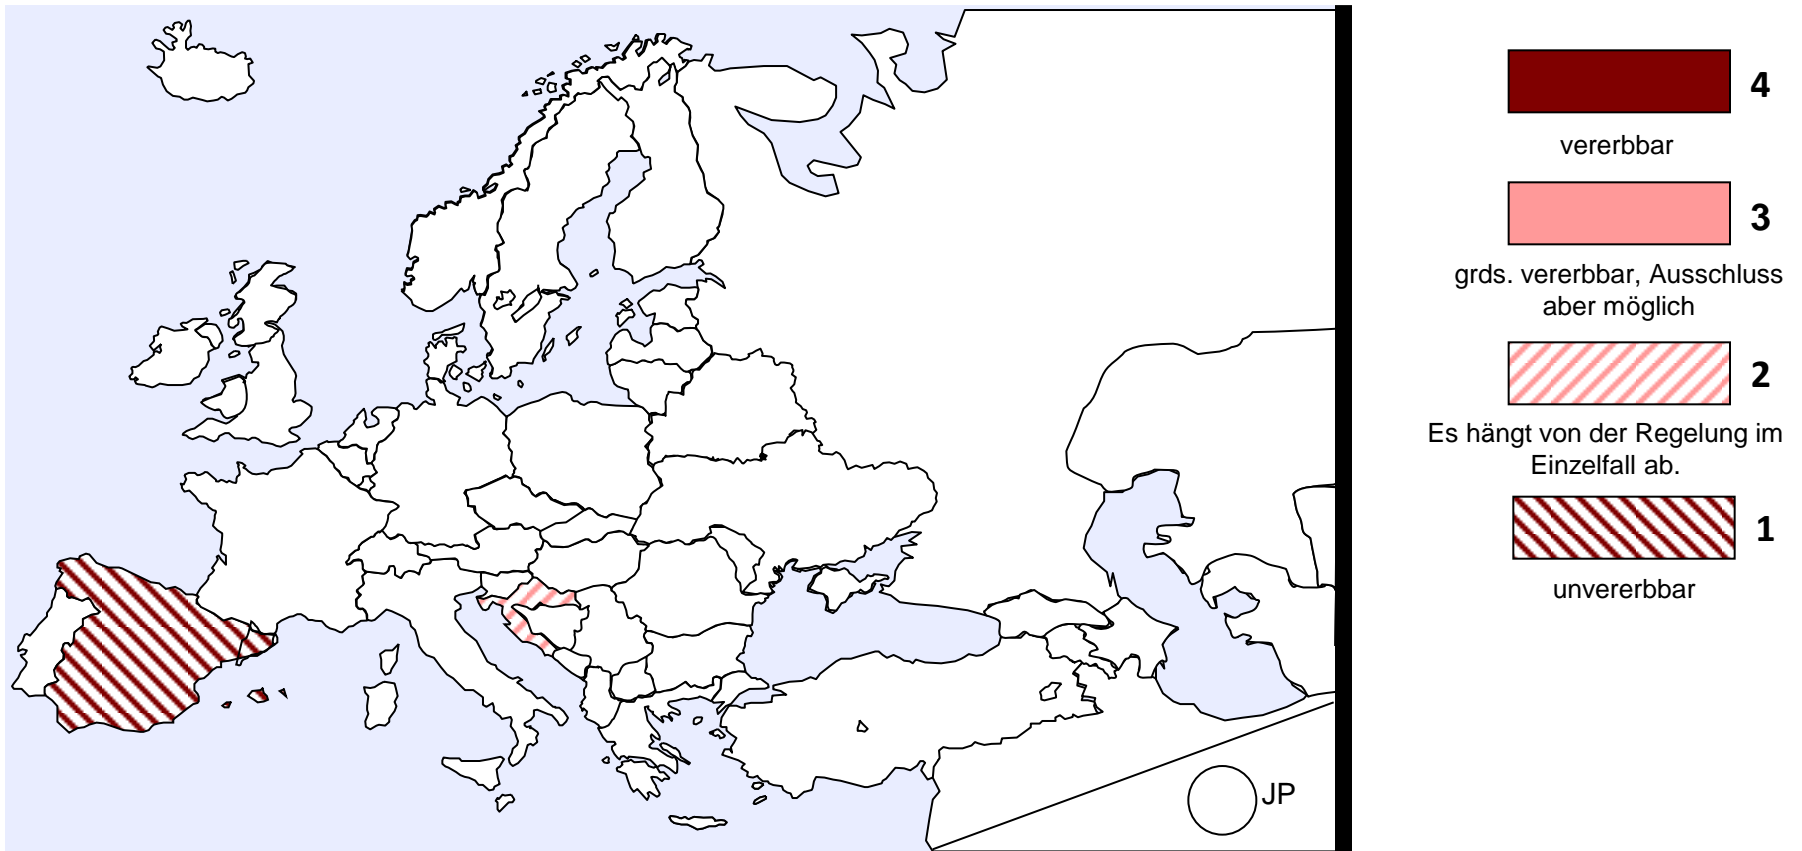 4
vererbbar
3
grds. vererbbar, Ausschluss
aber möglich
2
Es hängt von der Regelung im
Einzelfall ab.
1
unvererbbar
JP